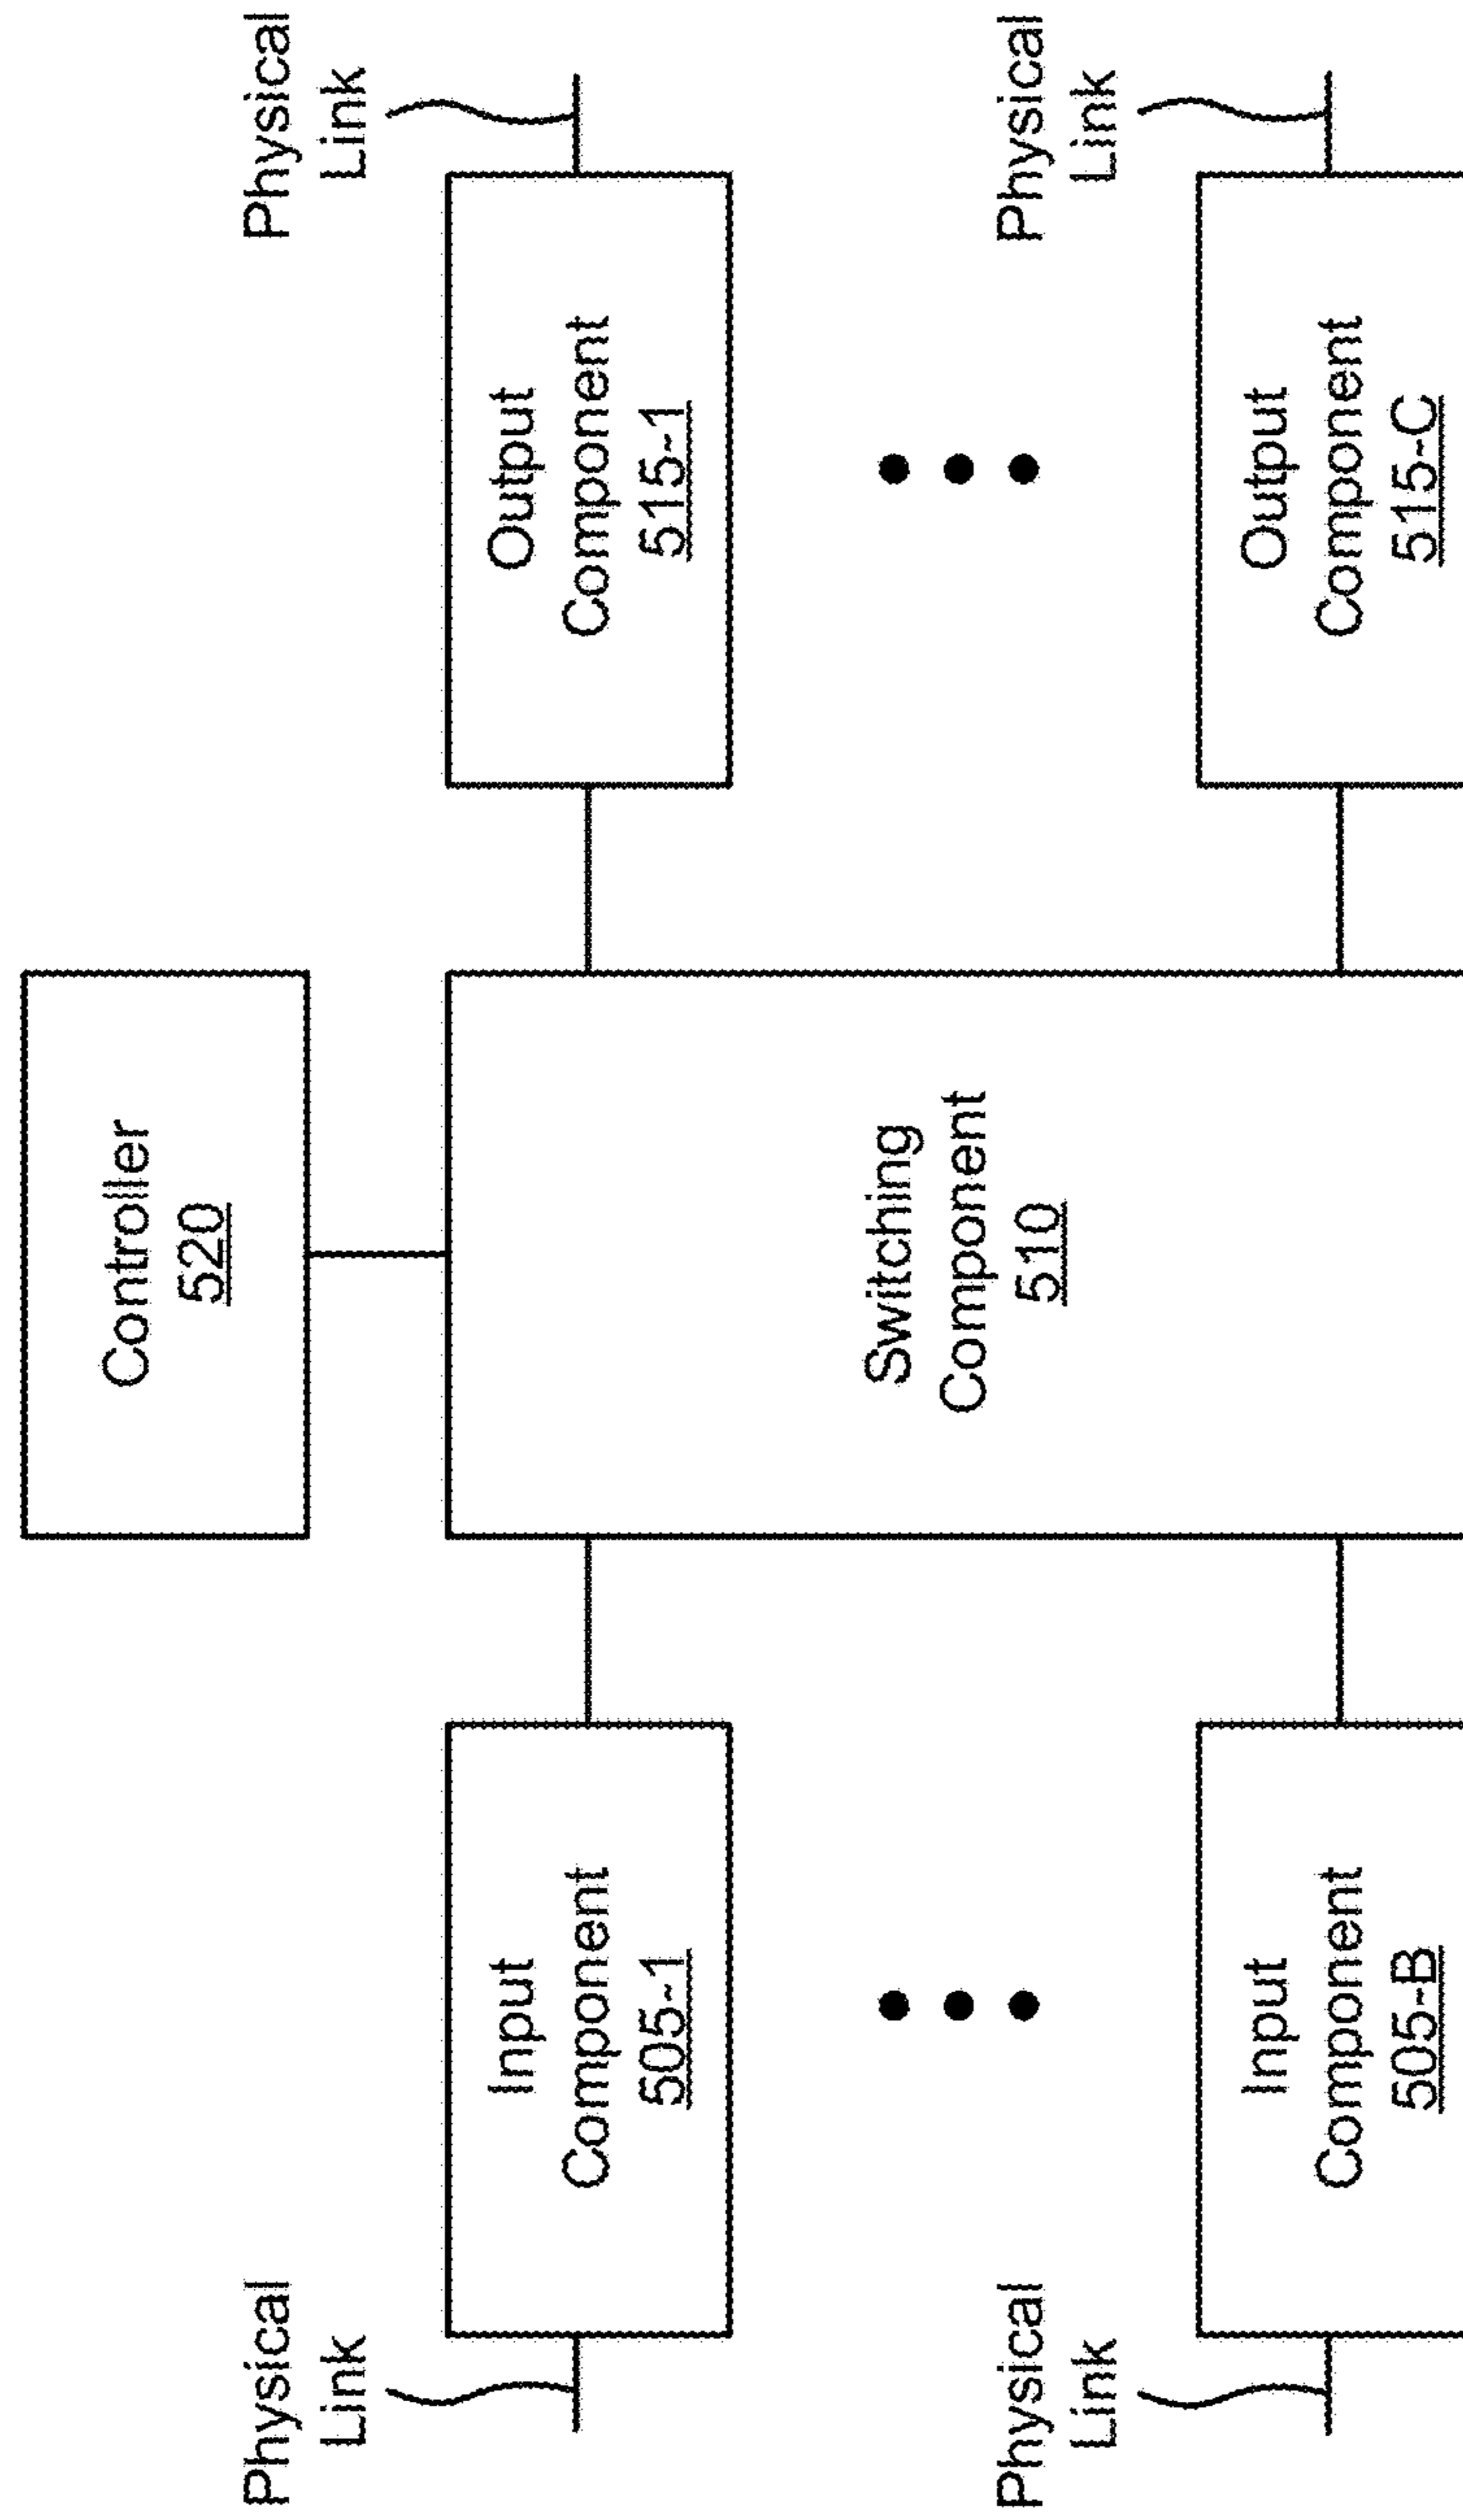 Controller
520
Physical
Link
Input
Component
505-1
Physical
Link
Output
Component
515-1
Switching
Component
510
Physical
Link
Input
Component
505-B
Physical
Link
Output
Component
515-C